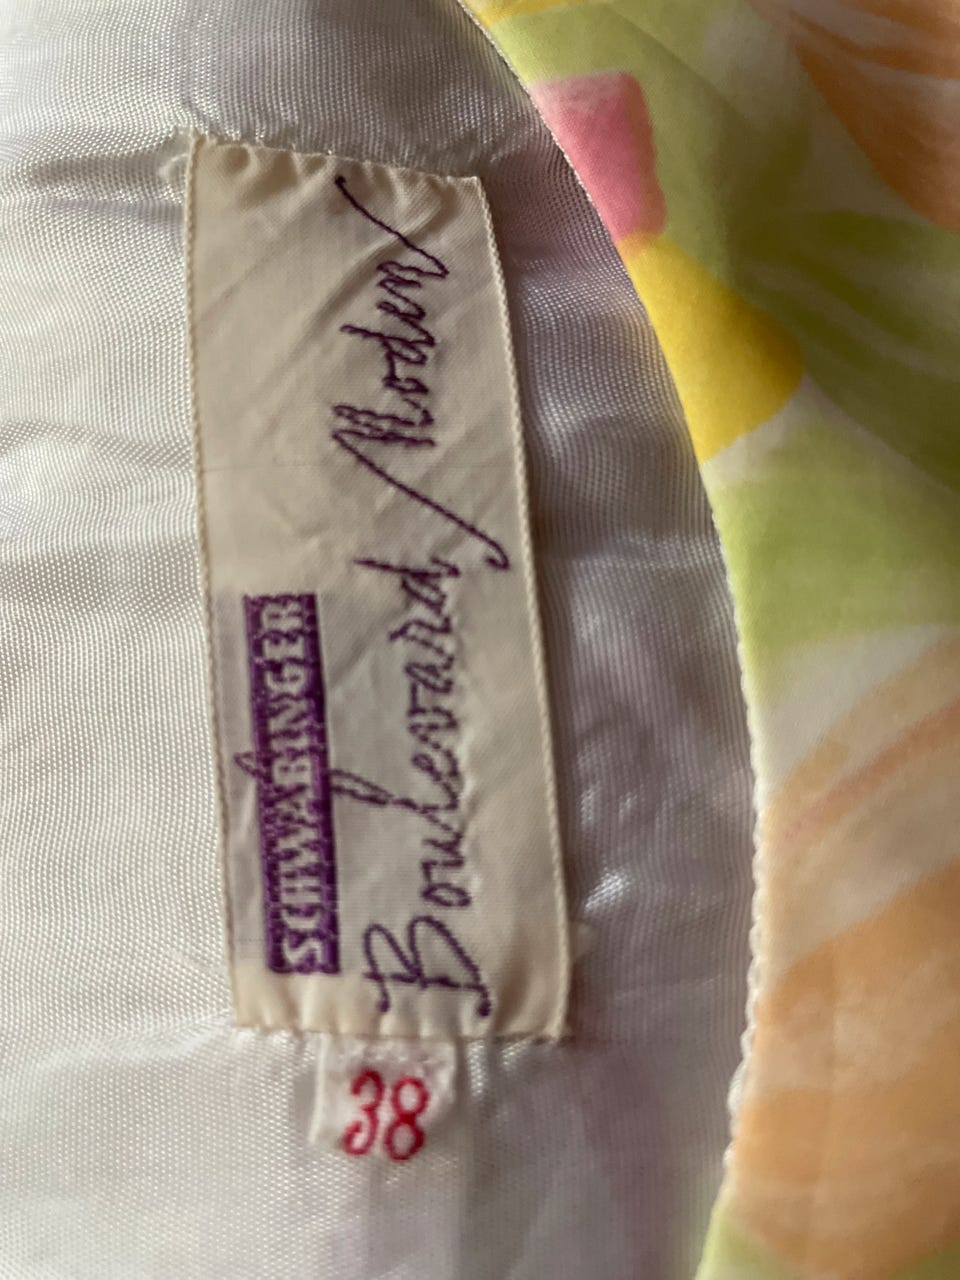 SCHWABINGER
Boulevard Moden
38